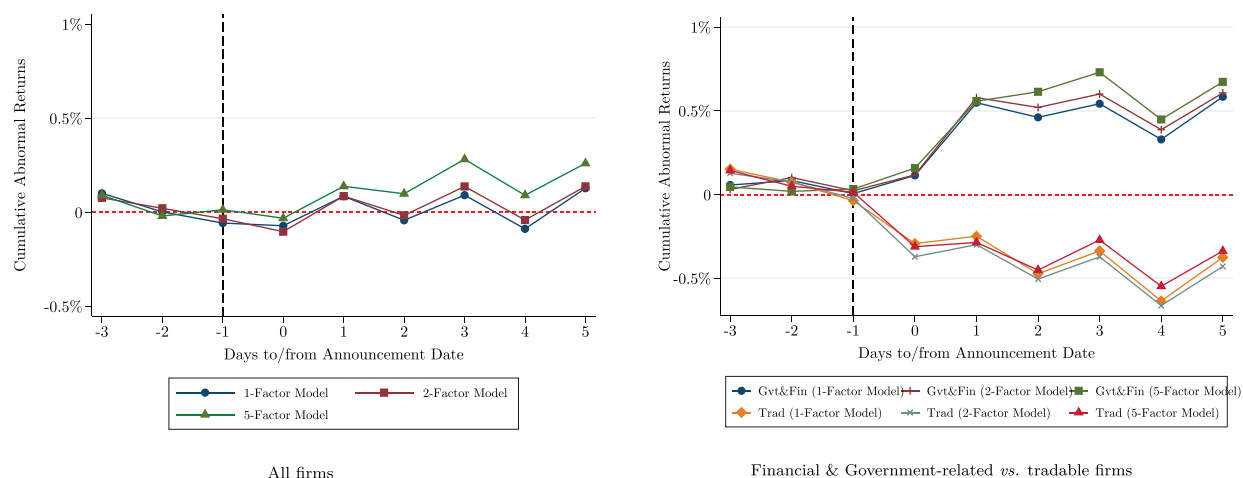 Cumulative Abnormal Returns
1%
0.5%
0
-0.5%
-3 -2 -1 0 1 2 3 4 5
Days to/from Announcement Date
1-Factor Model 2-Factor Model
5-Factor Model
All firms
Cumulative Abnormal Returns
1%
0.5%
0
-0.5%
-3 -2 -1 0 1 2 3 4 5
Days to/from Announcement Date
Gvt&Fin (1-Factor Model) Gvt&Fin (2-Factor Model) Gvt&Fin (5-Factor Model)
Trad (1-Factor Model) Trad (2-Factor Model) Trad (5-Factor Model)
Financial & Government-related vs. tradable firms